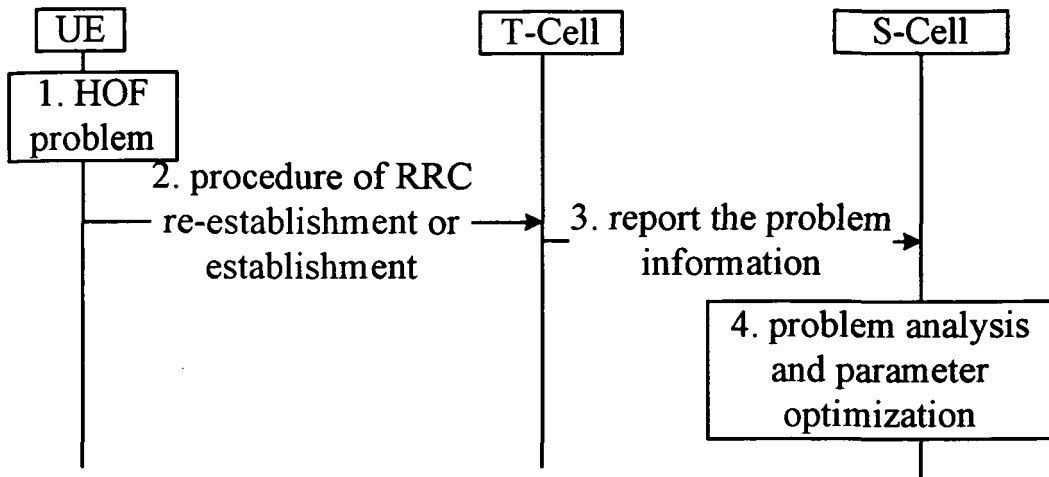 UE
T-Cell
S-Cell
1. HOF
problem
2. procedure of RRC
re-establishment or
establishment
3. report the problem
information
4. problem analysis
and parameter
optimization